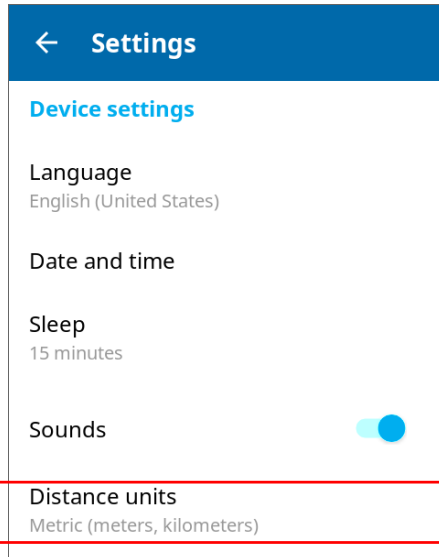 Settings
Device settings
Language
English (United States)
Date and time
Sleep
15 minutes
Sounds
Distance units
Metric (meters, kilometers)